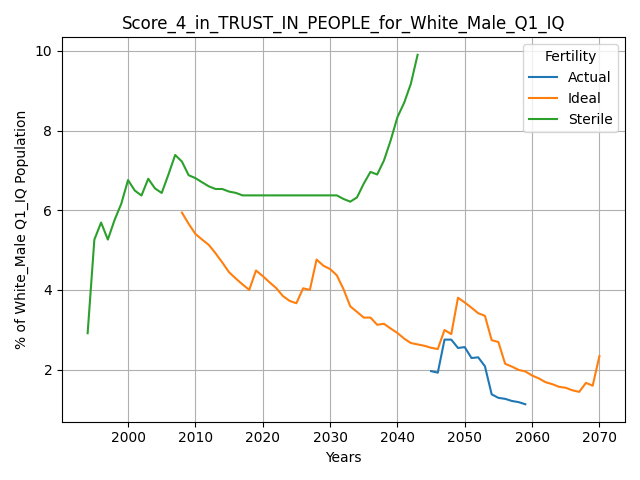 Score_4_in_TRUST_IN_PEOPLE_for_White_Male_Q1_IQ
% of White_Male Q1_IQ Population
10
8
6
4
2
Fertility
Actual
Ideal
Sterile
2000 2010 2020 2030 2040 2050 2060 2070
Years